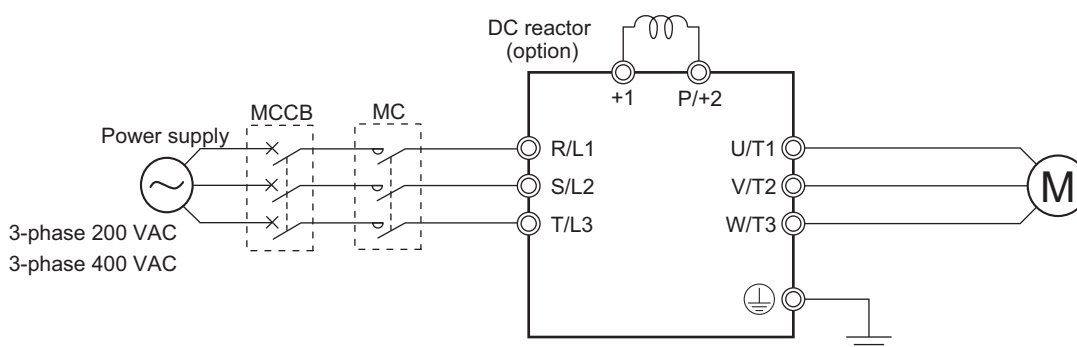 DC reactor
(option)
+1
P/+2
MCCB
MC
Power supply
R/L1
U/T1
S/L2
V/T2
M
T/L3
W/T3
3-phase 200 VAC
3-phase 400 VAC